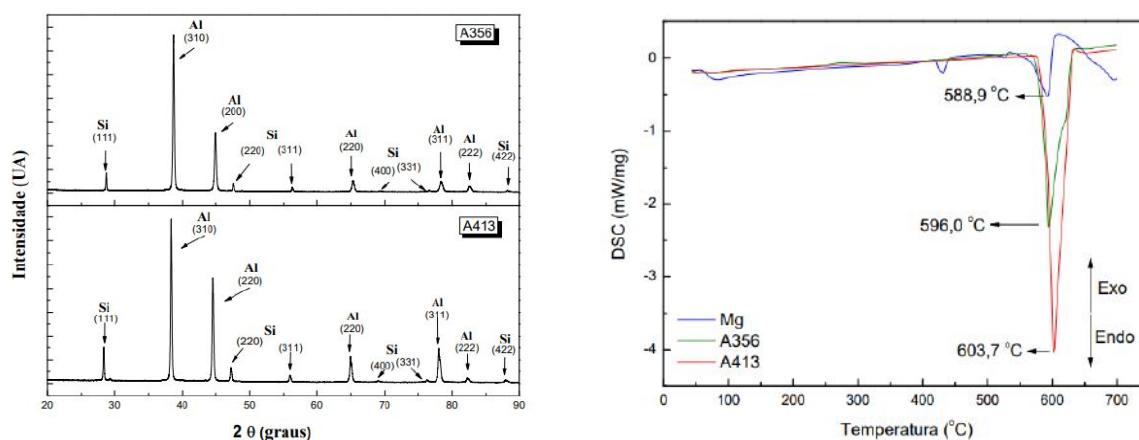 A356
Al
(310)
Al
(200)
Si
(111)
Si
(220)
(311)
Al
(220)
Si
(400)
(331)
Al
(311)
Al
(222)
Si
(422)
A413
Al
(310)
Al
(220)
Si
(111)
Si
(220)
(311)
Al
(220)
Si
(400)
(331)
Al
(311)
Al
(222)
Si
(422)
Intensidade (UA)
20 30 40 50 60 70 80 90
2 θ (graus)
0
-1
-2
-3
-4
DSC (mW/mg)
588,9 °C
596,0 °C
603,7 °C
Exo
Endo
Mg
A356
A413
0 100 200 300 400 500 600 700
Temperatura (°C)